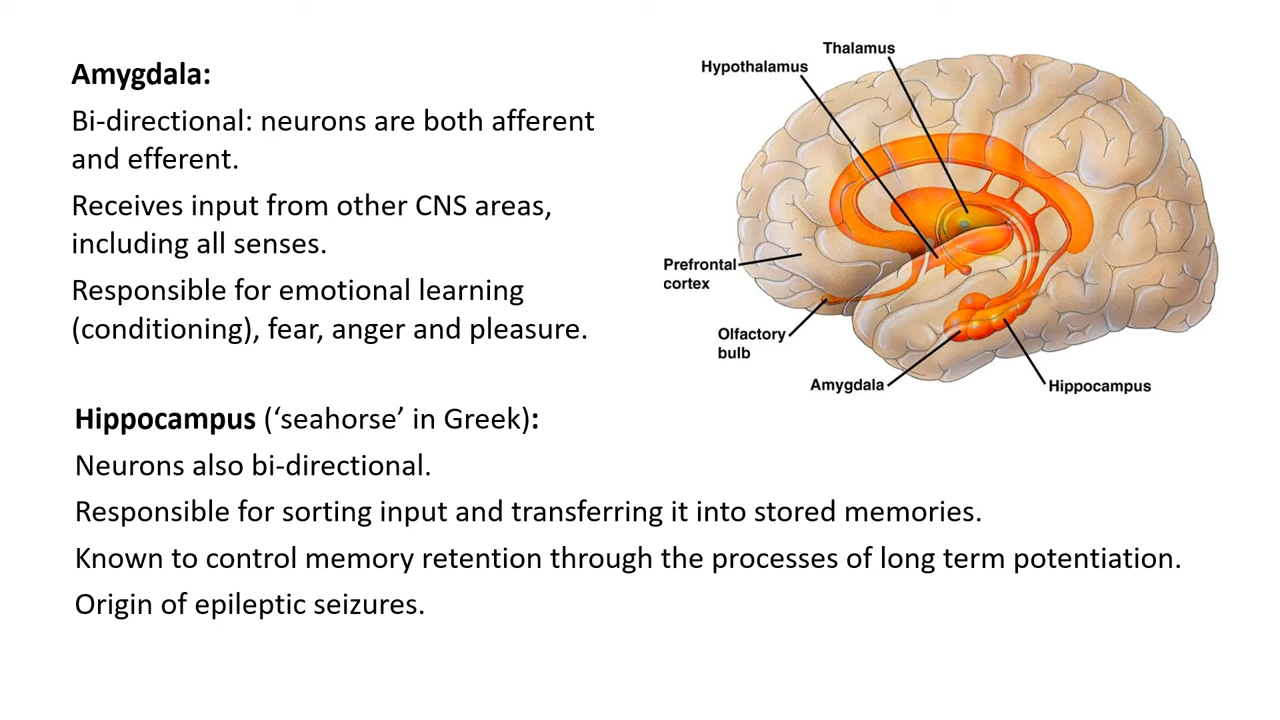 Amygdala:
Bi-directional: neurons are both afferent
and efferent.
Receives input from other CNS areas,
including all senses.
Responsible for emotional learning
(conditioning), fear, anger and pleasure.
Thalamus
Hypothalamus
Prefrontal
cortex
Olfactory
bulb
Amygdala
Hippocampus
Hippocampus (‘seahorse’ in Greek):
Neurons also bi-directional.
Responsible for sorting input and transferring it into stored memories.
Known to control memory retention through the processes of long term potentiation.
Origin of epileptic seizures.